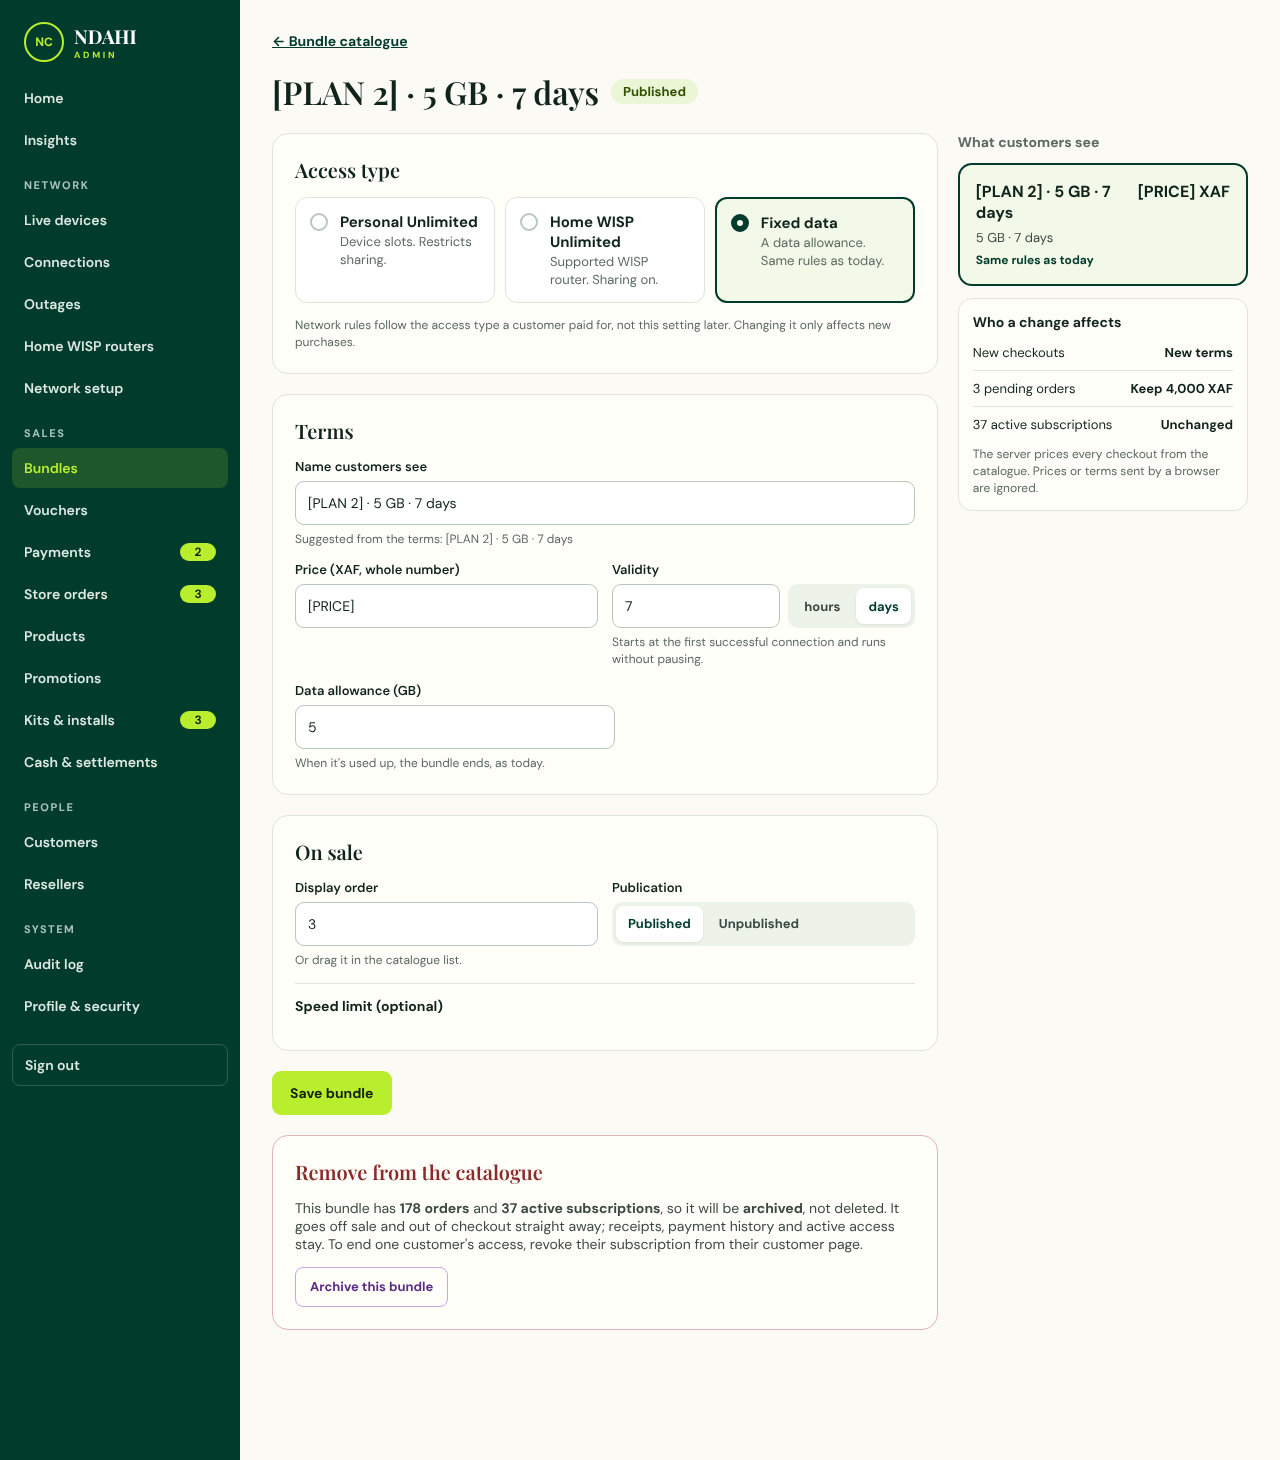 NC
NDAHI
ADMIN
Home
Insights
NETWORK
Live devices
Connections
Outages
Home WISP routers
Network setup
SALES
Bundles
Vouchers
Payments 2
Store orders 3
Products
Promotions
Kits & installs 3
Cash & settlements
PEOPLE
Customers
Resellers
SYSTEM
Audit log
Profile & security
Sign out
← Bundle catalogue
[PLAN 2] · 5 GB · 7 days Published
Access type
Personal Unlimited
Device slots. Restricts
sharing.
Home WISP
Unlimited
Supported WISP
router. Sharing on.
Fixed data
A data allowance.
Same rules as today.
Network rules follow the access type a customer paid for, not this setting later. Changing it only affects new
purchases.
Terms
Name customers see
[PLAN 2] · 5 GB · 7 days
Suggested from the terms: [PLAN 2] · 5 GB · 7 days
Price (XAF, whole number)
[PRICE]
Validity
7 hours days
Starts at the first successful connection and runs
without pausing.
Data allowance (GB)
5
When it's used up, the bundle ends, as today.
On sale
Display order
3
Or drag it in the catalogue list.
Publication
Published Unpublished
Speed limit (optional)
Save bundle
Remove from the catalogue
This bundle has 178 orders and 37 active subscriptions, so it will be archived, not deleted. It
goes off sale and out of checkout straight away; receipts, payment history and active access
stay. To end one customer's access, revoke their subscription from their customer page.
Archive this bundle
What customers see
[PLAN 2] · 5 GB · 7 [PRICE] XAF
days
5 GB · 7 days
Same rules as today
Who a change affects
New checkouts New terms
3 pending orders Keep 4,000 XAF
37 active subscriptions Unchanged
The server prices every checkout from the
catalogue. Prices or terms sent by a browser
are ignored.